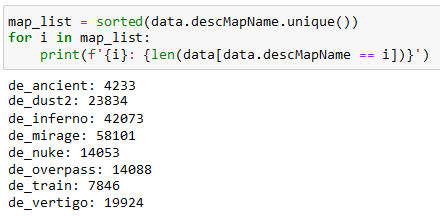 map_list = sorted(data.descMapName.unique())
for i in map_list:
    print(f'{i}: {len(data[data.descMapName == i])}')
de_ancient: 4233
de_dust2: 23834
de_inferno: 42073
de_mirage: 58101
de_nuke: 14053
de_overpass: 14088
de_train: 7846
de_vertigo: 19924